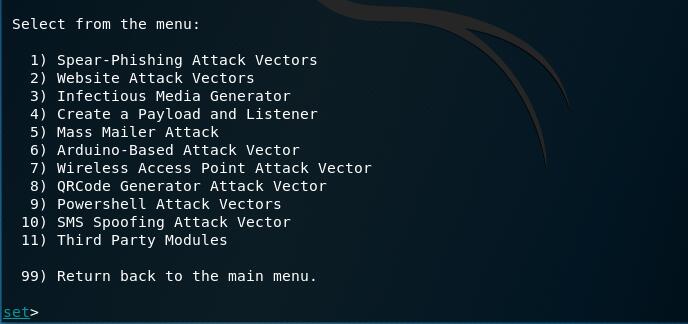 Select from the menu:
1) Spear-Phishing Attack Vectors
2) Website Attack Vectors
3) Infectious Media Generator
4) Create a Payload and Listener
5) Mass Mailer Attack
6) Arduino-Based Attack Vector
7) Wireless Access Point Attack Vector
8) QRCode Generator Attack Vector
9) Powershell Attack Vectors
10) SMS Spoofing Attack Vector
11) Third Party Modules
99) Return back to the main menu.
set>